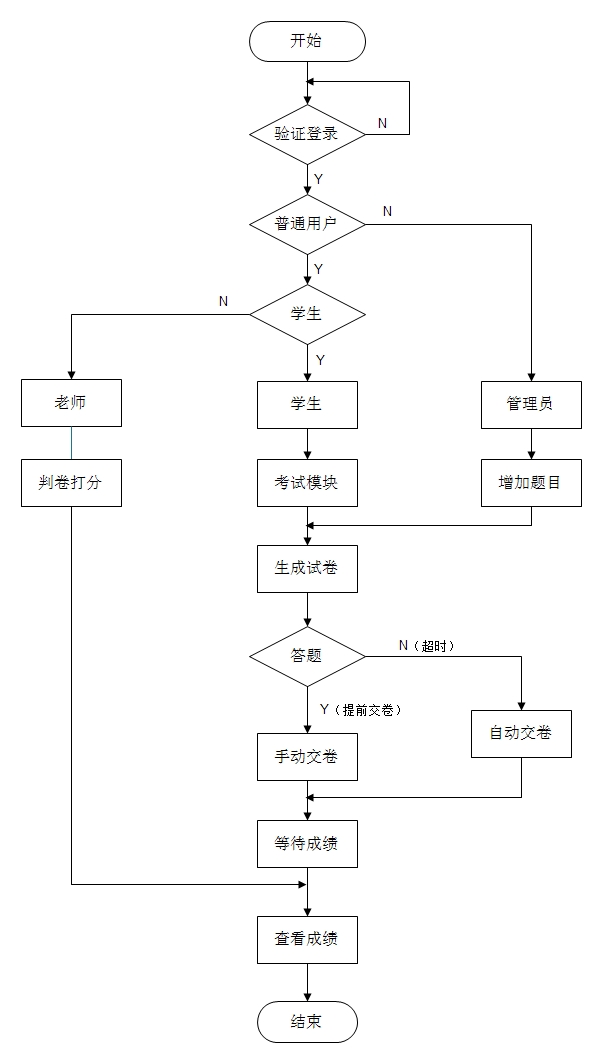 开始
N
验证登录
Y
N
普通用户
Y
N
学生
Y
老师
学生
管理员
判卷打分
考试模块
增加题目
生成试卷
N（超时）
答题
Y（提前交卷）
自动交卷
手动交卷
等待成绩
查看成绩
结束